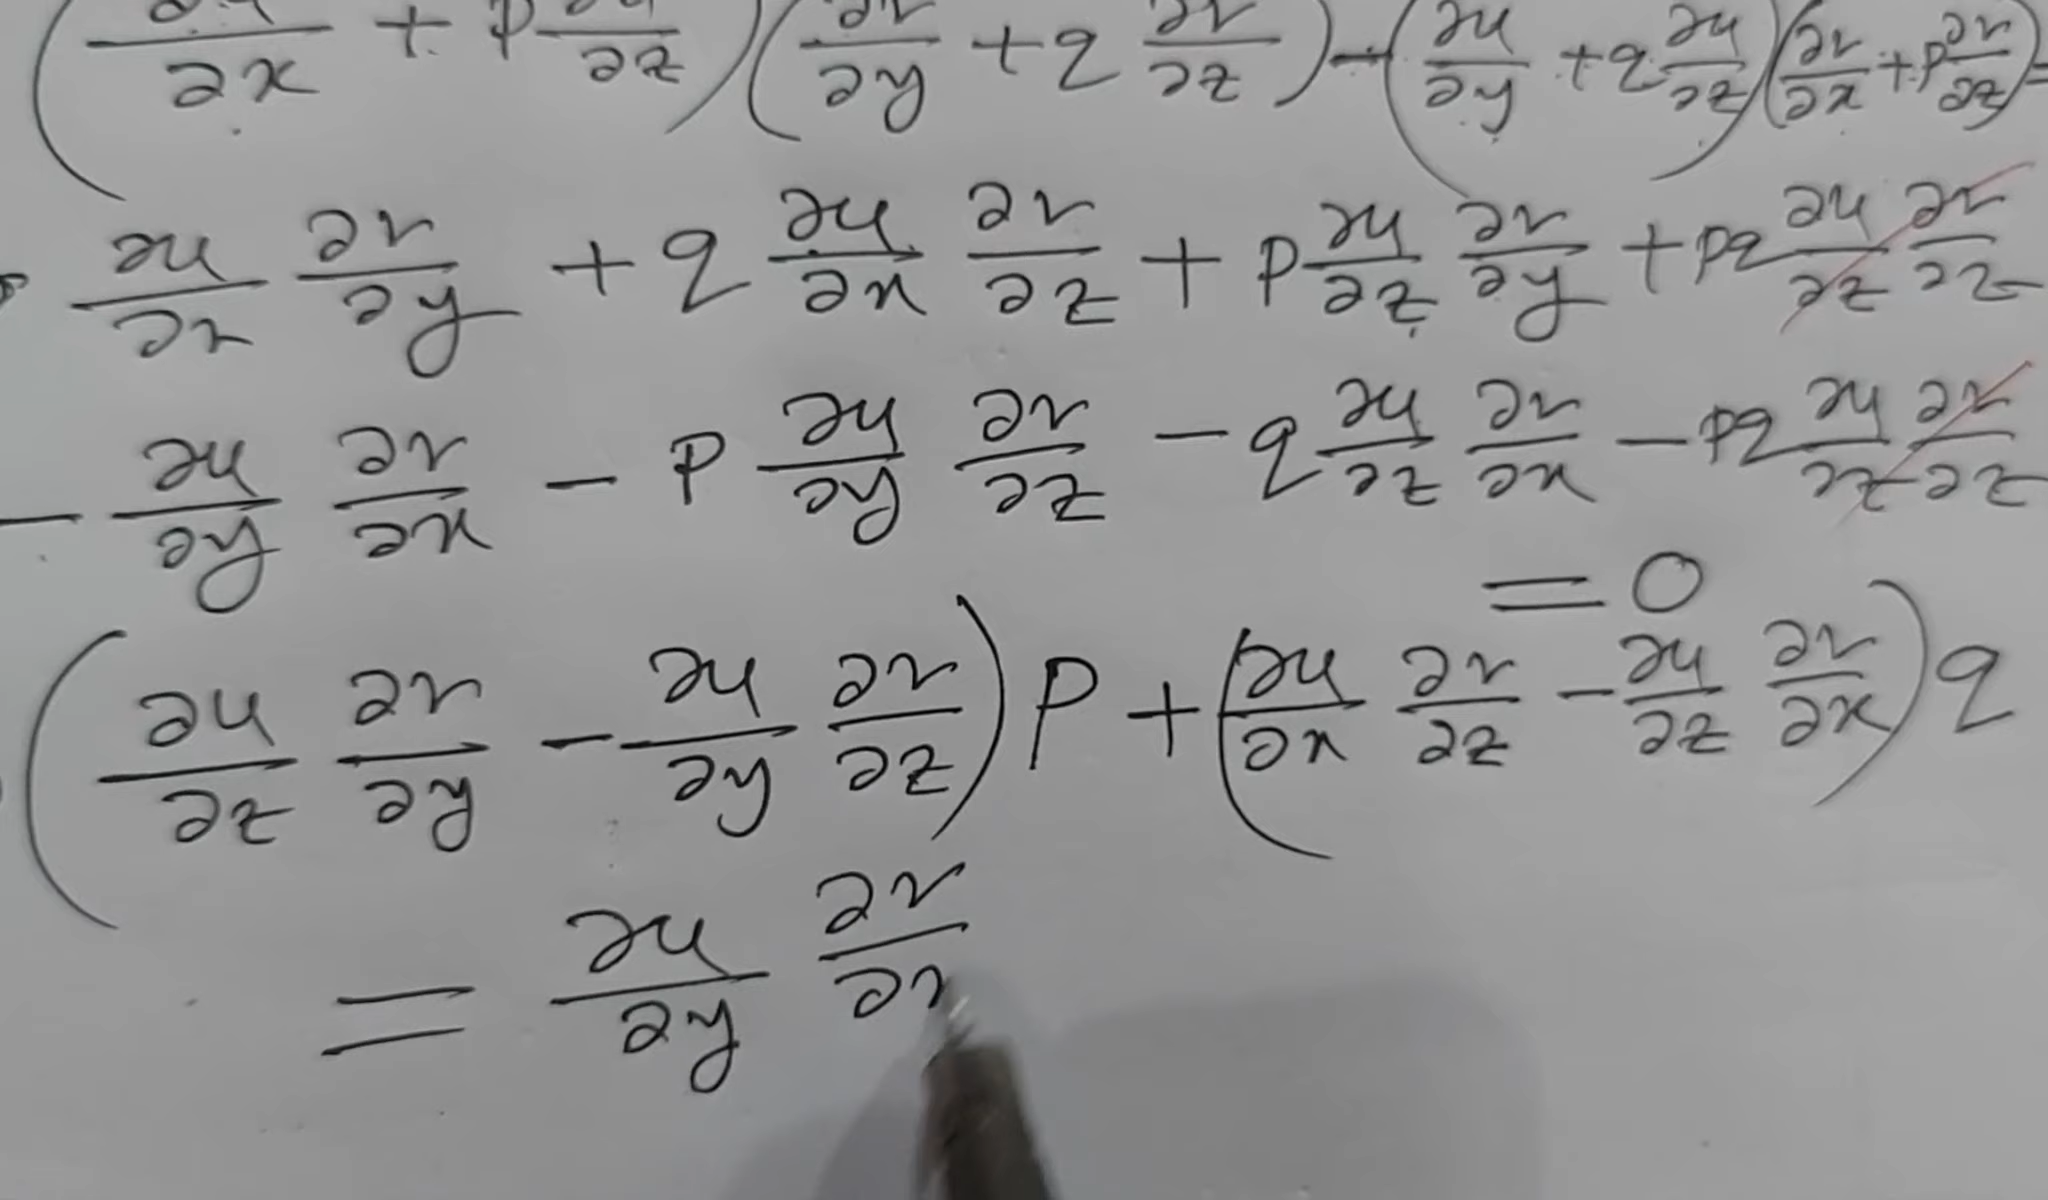 (∂u/∂x + p ∂u/∂z)(∂v/∂y + q ∂v/∂z) - (∂u/∂y + q ∂u/∂z)(∂v/∂x + p ∂v/∂z) =
∂u/∂x ∂v/∂y + q ∂u/∂x ∂v/∂z + p ∂u/∂z ∂v/∂y + pq ∂u/∂z ∂v/∂z
- ∂u/∂y ∂v/∂x - p ∂u/∂y ∂v/∂z - q ∂u/∂z ∂v/∂x - pq ∂u/∂z ∂v/∂z
= 0
(∂u/∂z ∂v/∂y - ∂u/∂y ∂v/∂z) p + (∂u/∂x ∂v/∂z - ∂u/∂z ∂v/∂x) q
= ∂u/∂y ∂v/∂x